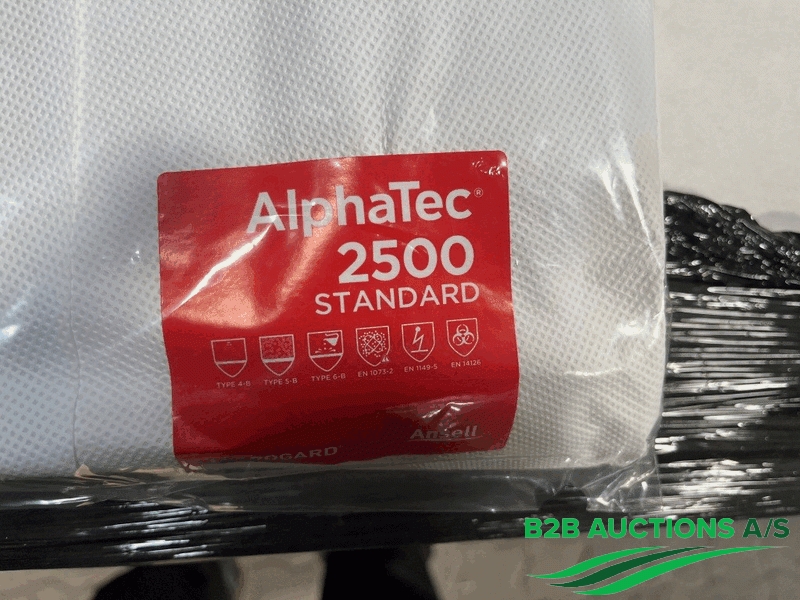 AlphaTec®
2500
STANDARD
TYPE 4-B TYPE 5-B TYPE 6-B EN 1073-2 EN 1149-5 EN 14126
Ansell
B2B AUCTIONS A/S